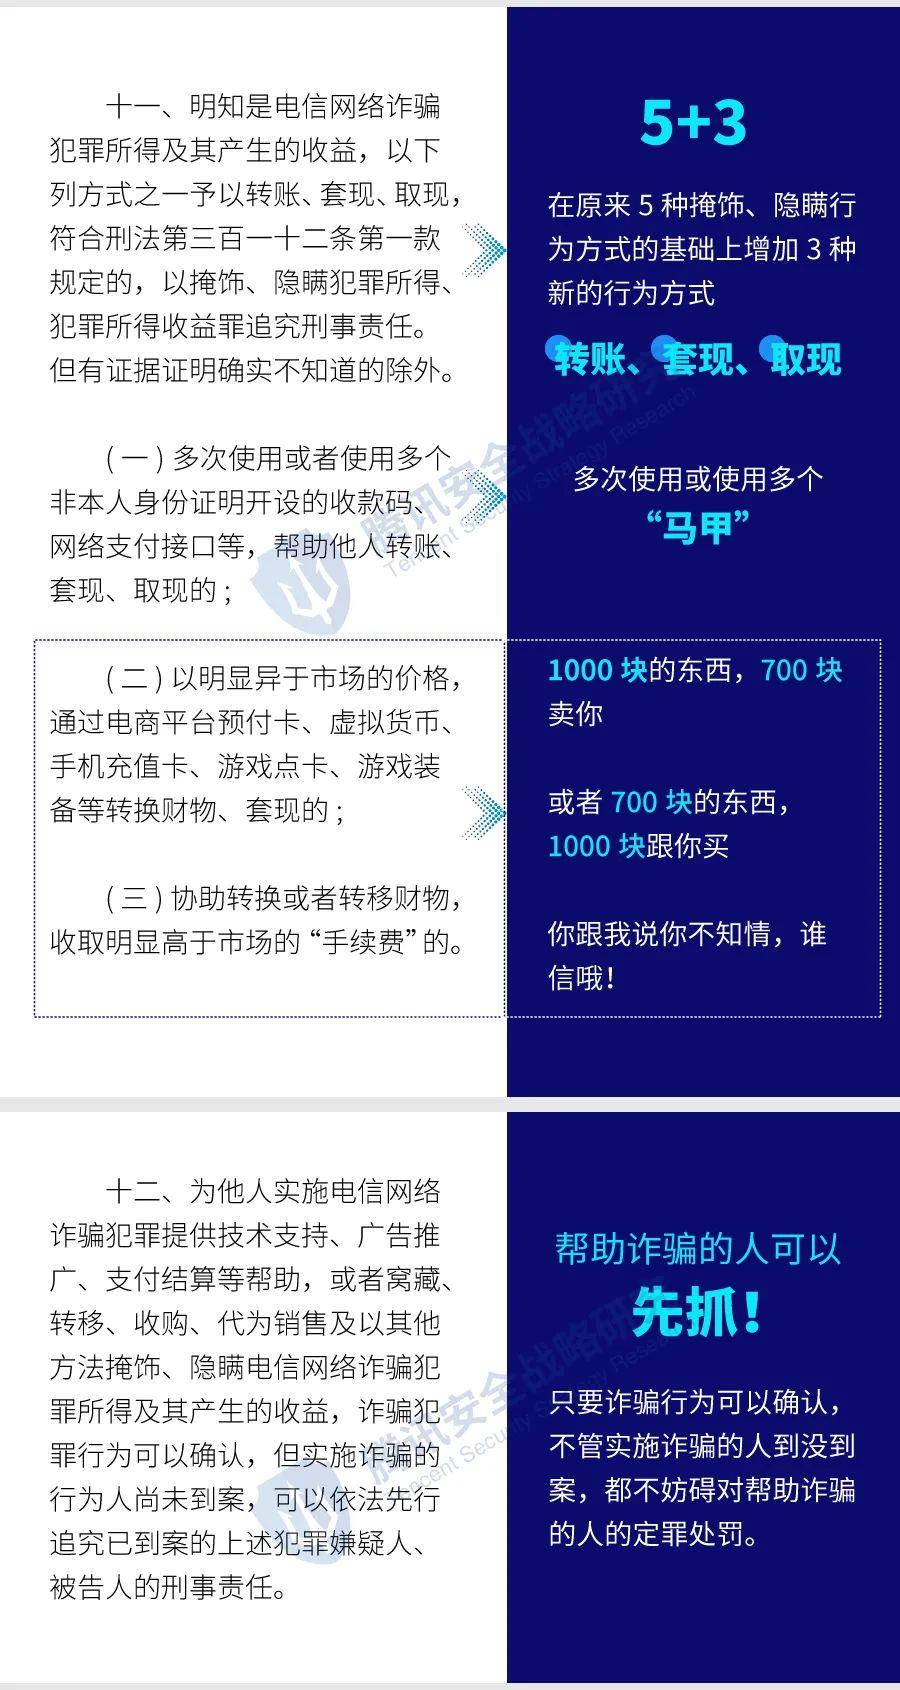 十一、明知是电信网络诈骗
犯罪所得及其产生的收益，以下
列方式之一予以转账、套现、取现，
符合刑法第三百一十二条第一款
规定的，以掩饰、隐瞒犯罪所得、
犯罪所得收益罪追究刑事责任。
但有证据证明确实不知道的除外。
5+3
在原来 5 种掩饰、隐瞒行
为方式的基础上增加 3 种
新的行为方式
转账、套现、取现
（一）多次使用或者使用多个
非本人身份证明开设的收款码、
网络支付接口等，帮助他人转账、
套现、取现的；
多次使用或使用多个
“马甲”
（二）以明显异于市场的价格，
通过电商平台预付卡、虚拟货币、
手机充值卡、游戏点卡、游戏装
备等转换财物、套现的；
（三）协助转换或者转移财物，
收取明显高于市场的“手续费”的。
1000 块的东西，700 块
卖你
或者 700 块的东西，
1000 块跟你买
你跟我说你不知情，谁
信哦！
腾讯安全战略研究
Tencent Security Strategy Research
十二、为他人实施电信网络
诈骗犯罪提供技术支持、广告推
广、支付结算等帮助，或者窝藏、
转移、收购、代为销售及以其他
方法掩饰、隐瞒电信网络诈骗犯
罪所得及其产生的收益，诈骗犯
罪行为可以确认，但实施诈骗的
行为人尚未到案，可以依法先行
追究已到案的上述犯罪嫌疑人、
被告人的刑事责任。
帮助诈骗的人可以
先抓！
只要诈骗行为可以确认，
不管实施诈骗的人到没到
案，都不妨碍对帮助诈骗
的人的定罪处罚。
腾讯安全战略研究
Tencent Security Strategy Research